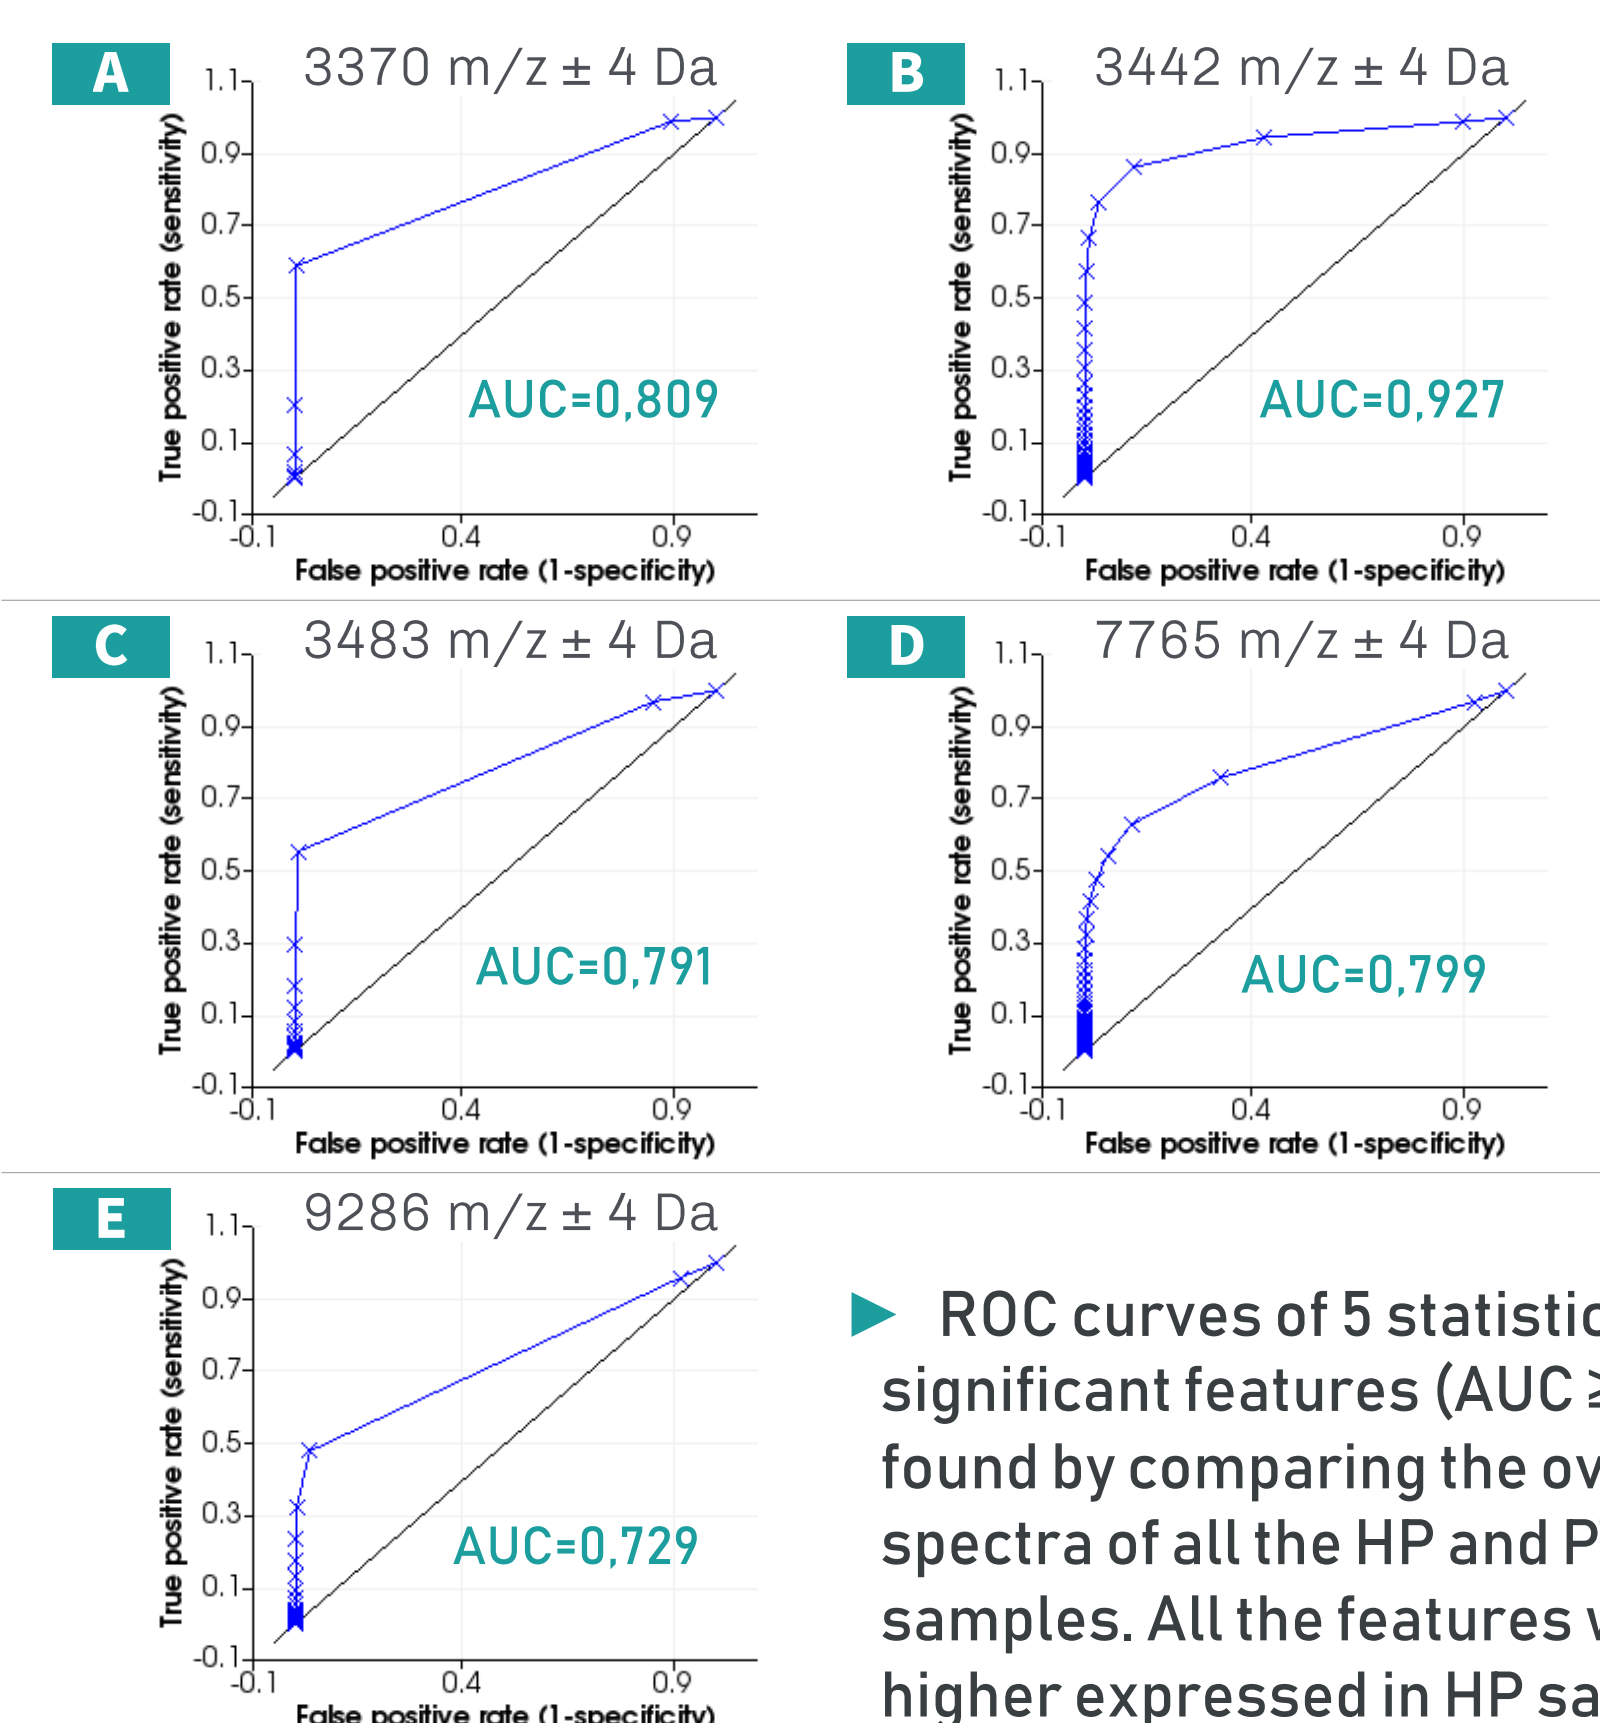 A
3370 m/z ± 4 Da
1.1
0.9
0.7
0.5
0.3
0.1
-0.1
-0.1 0.4 0.9
True positive rate (sensitivity)
False positive rate (1-specificity)
AUC=0,809
B
3442 m/z ± 4 Da
1.1
0.9
0.7
0.5
0.3
0.1
-0.1
-0.1 0.4 0.9
True positive rate (sensitivity)
False positive rate (1-specificity)
AUC=0,927
C
3483 m/z ± 4 Da
1.1
0.9
0.7
0.5
0.3
0.1
-0.1
-0.1 0.4 0.9
True positive rate (sensitivity)
False positive rate (1-specificity)
AUC=0,791
D
7765 m/z ± 4 Da
1.1
0.9
0.7
0.5
0.3
0.1
-0.1
-0.1 0.4 0.9
True positive rate (sensitivity)
False positive rate (1-specificity)
AUC=0,799
E
9286 m/z ± 4 Da
1.1
0.9
0.7
0.5
0.3
0.1
-0.1
-0.1 0.4 0.9
True positive rate (sensitivity)
False positive rate (1-specificity)
AUC=0,729
ROC curves of 5
significant features (AUC ≥
found by comparing the
spectra of all the HP and
samples. All the features
higher expressed in HP